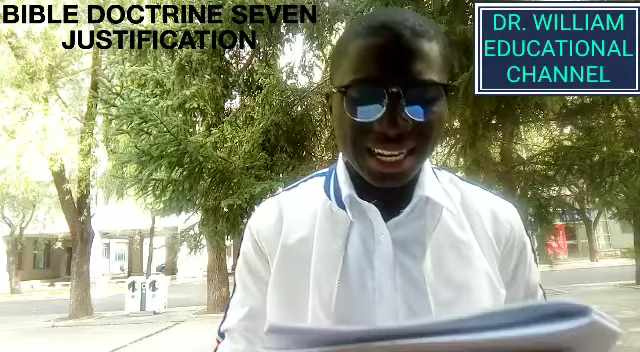 BIBLE DOCTRINE SEVEN
JUSTIFICATION
DR. WILLIAM
EDUCATIONAL
CHANNEL